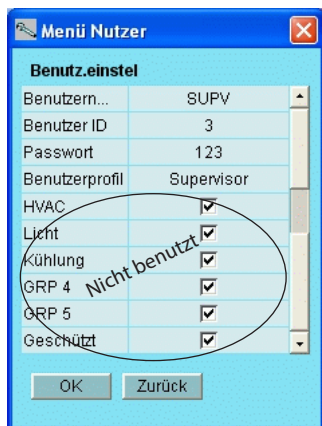 Menü Nutzer
Benutz.einstel
Benutzern... SUPV
Benutzer ID 3
Passwort 123
Benutzerprofil Supervisor
HVAC
Licht
Kühlung
GRP 4
GRP 5
Geschützt
Nicht benutzt
OK Zurück